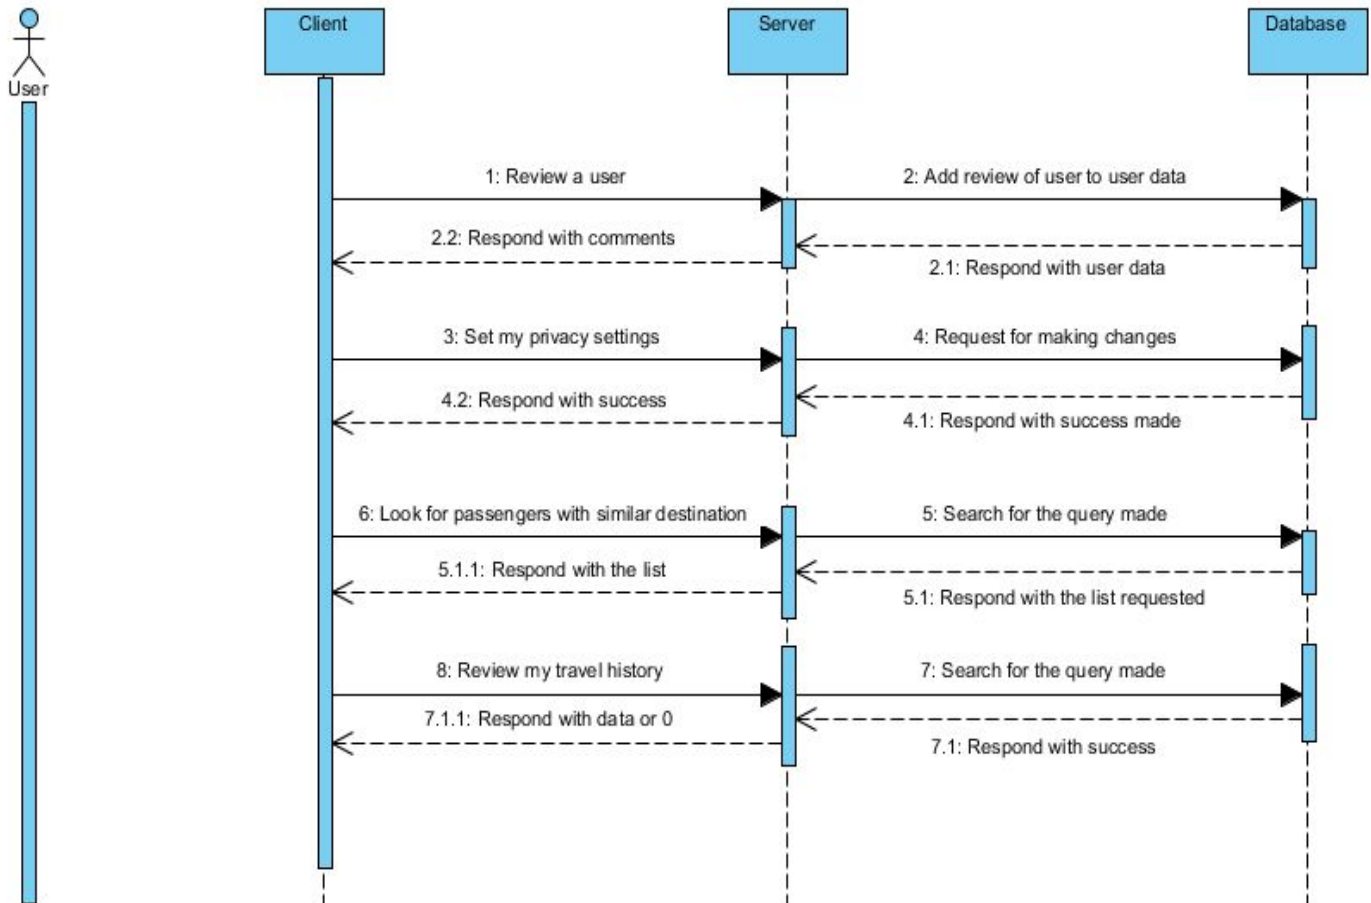 Client
Server
Database
User
1: Review a user
2: Add review of user to user data
2.2: Respond with comments
2.1: Respond with user data
3: Set my privacy settings
4: Request for making changes
4.2: Respond with success
4.1: Respond with success made
6: Look for passengers with similar destination
5: Search for the query made
5.1.1: Respond with the list
5.1: Respond with the list requested
8: Review my travel history
7: Search for the query made
7.1.1: Respond with data or 0
7.1: Respond with success